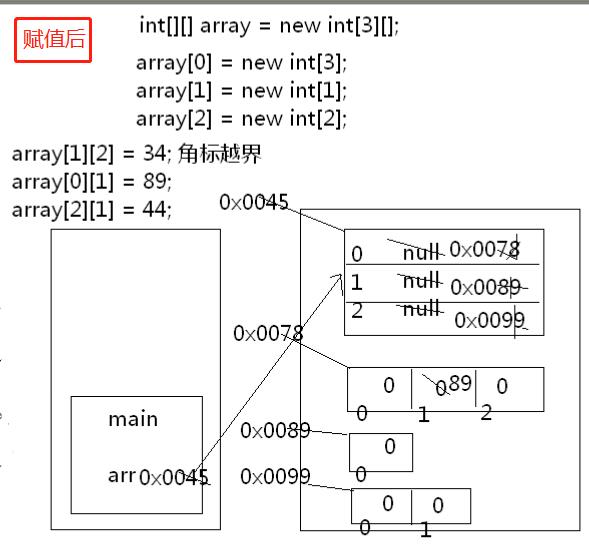 赋值后
int[][] array = new int[3][];
array[0] = new int[3];
array[1] = new int[1];
array[2] = new int[2];
array[1][2] = 34; 角标越界
array[0][1] = 89;
array[2][1] = 44;
0x0045
0 null 0x0078
1 null 0x0089
2 null 0x0099
0x0078
0 0 89 0
0 1 2
main
0x0089
0
0
arr 0x0045
0x0099
0 0
0 1